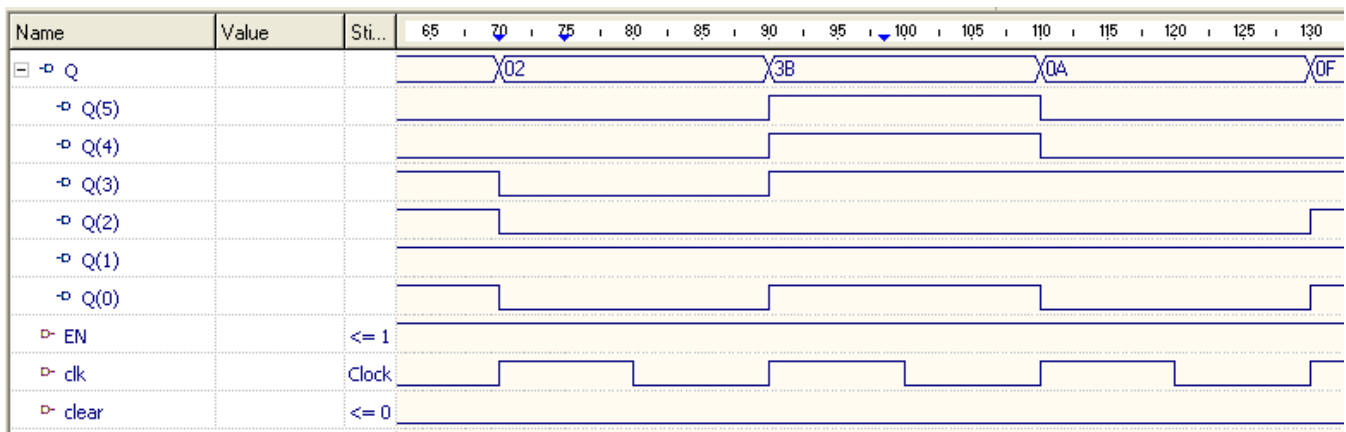 Name Value Sti... 65 70 75 80 85 90 95 100 105 110 115 120 125 130
Q 02 3B 0A 0F
Q(5)
Q(4)
Q(3)
Q(2)
Q(1)
Q(0)
EN <= 1
clk Clock
clear <= 0